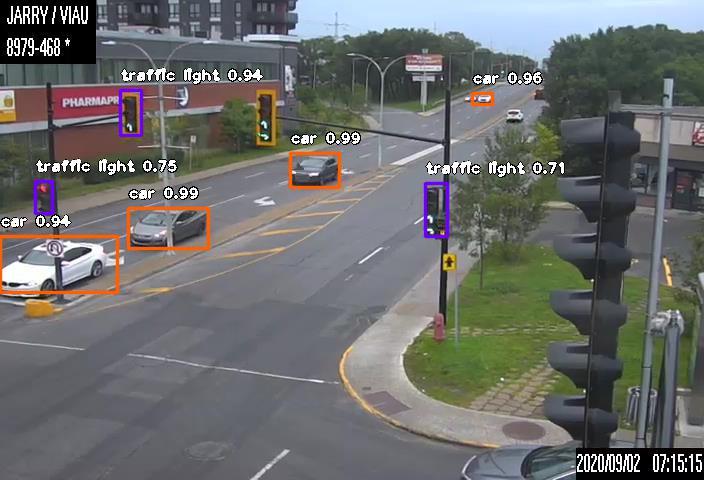 JARRY / VIAU
8979-468 *
traffic light 0.94
car 0.96
PHARMAPR
car 0.99
traffic light 0.75
traffic light 0.71
car 0.99
car 0.94
2020/09/02 07:15:15